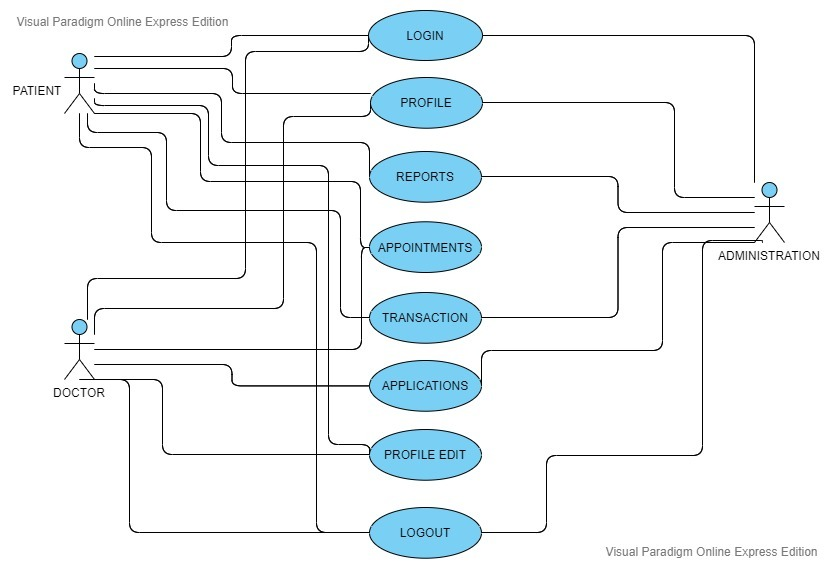 Visual Paradigm Online Express Edition
LOGIN
PATIENT
PROFILE
REPORTS
APPOINTMENTS
ADMINISTRATION
TRANSACTION
APPLICATIONS
DOCTOR
PROFILE EDIT
LOGOUT
Visual Paradigm Online Express Edition